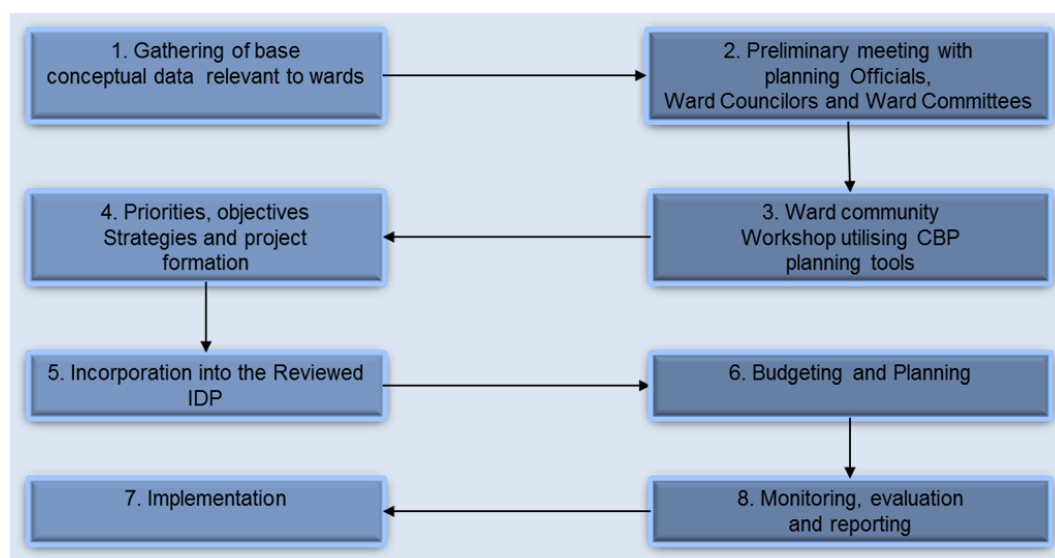 1. Gathering of base
conceptual data relevant to wards
2. Preliminary meeting with
planning Officials,
Ward Councilors and Ward Committees
4. Priorities, objectives
Strategies and project
formation
3. Ward community
Workshop utilising CBP
planning tools
5. Incorporation into the Reviewed
IDP
6. Budgeting and Planning
7. Implementation
8. Monitoring, evaluation
and reporting